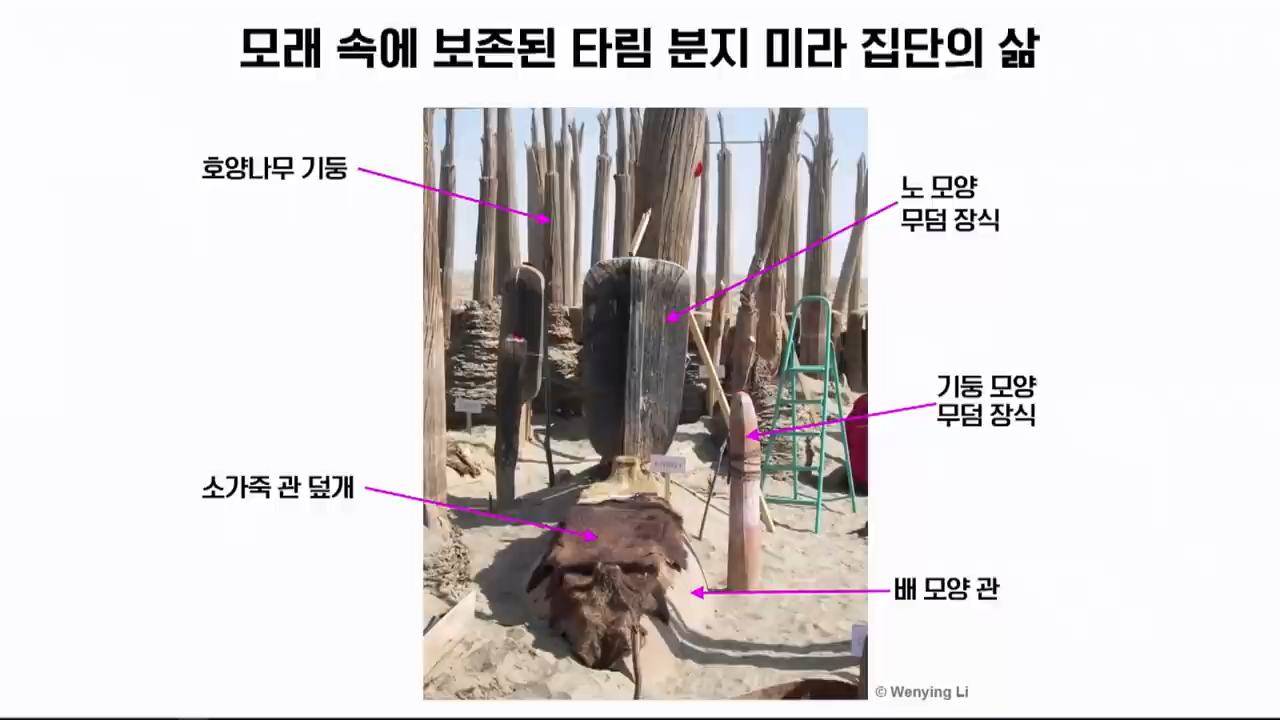 모래 속에 보존된 타림 분지 미라 집단의 삶
호양나무 기둥
노 모양
무덤 장식
기둥 모양
무덤 장식
소가죽 관 덮개
배 모양 관
© Wenying Li